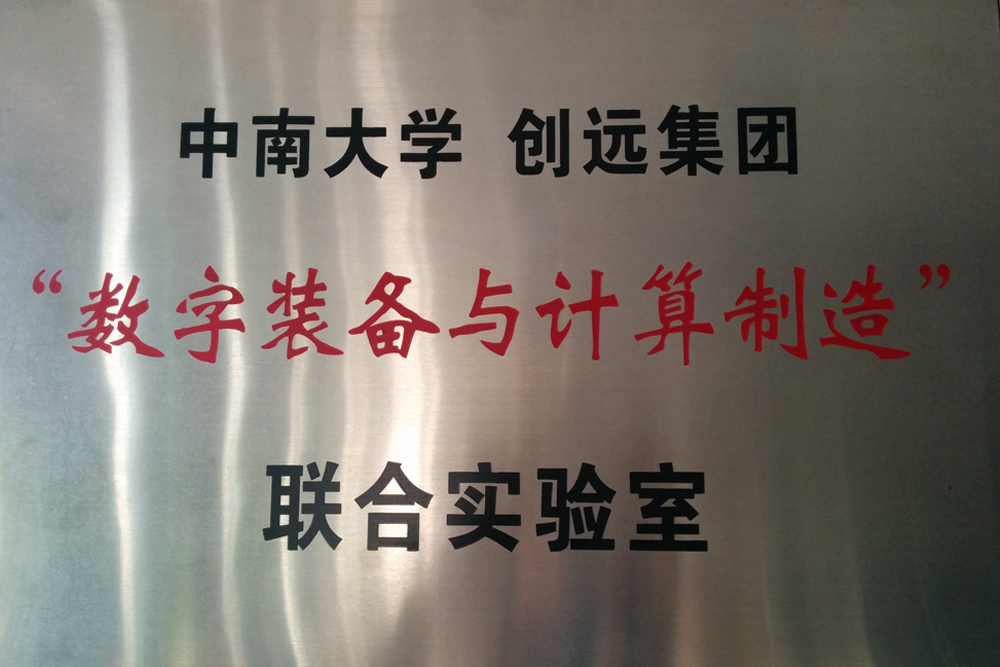 中南大学 创远集团
“数字装备与计算制造”
联合实验室